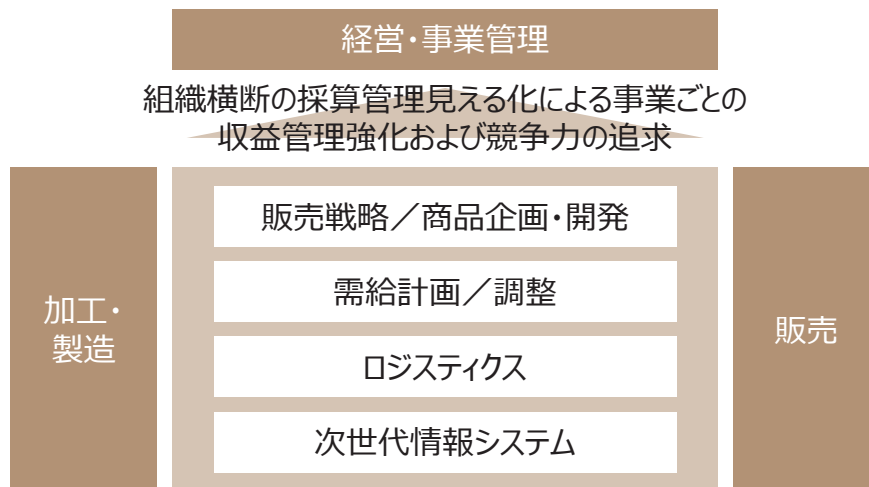 経営・事業管理
組織横断の採算管理見える化による事業ごとの
収益管理強化および競争力の追求
加工・
製造
販売戦略／商品企画・開発
需給計画／調整
ロジスティクス
次世代情報システム
販売